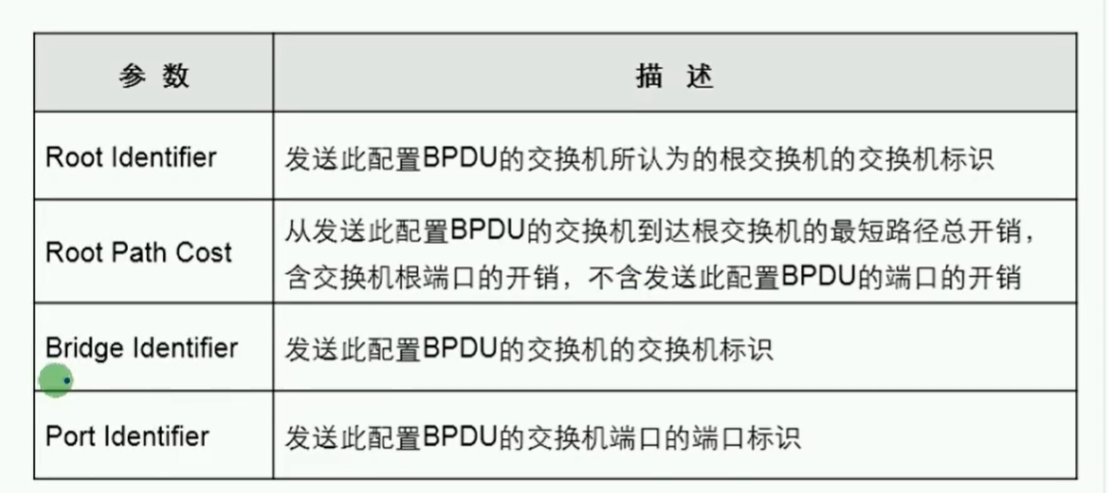 参 数
描 述
Root Identifier
发送此配置BPDU的交换机所认为的根交换机的交换机标识
Root Path Cost
从发送此配置BPDU的交换机到达根交换机的最短路径总开销，
含交换机根端口的开销，不含发送此配置BPDU的端口的开销
Bridge Identifier
发送此配置BPDU的交换机的交换机标识
Port Identifier
发送此配置BPDU的交换机端口的端口标识